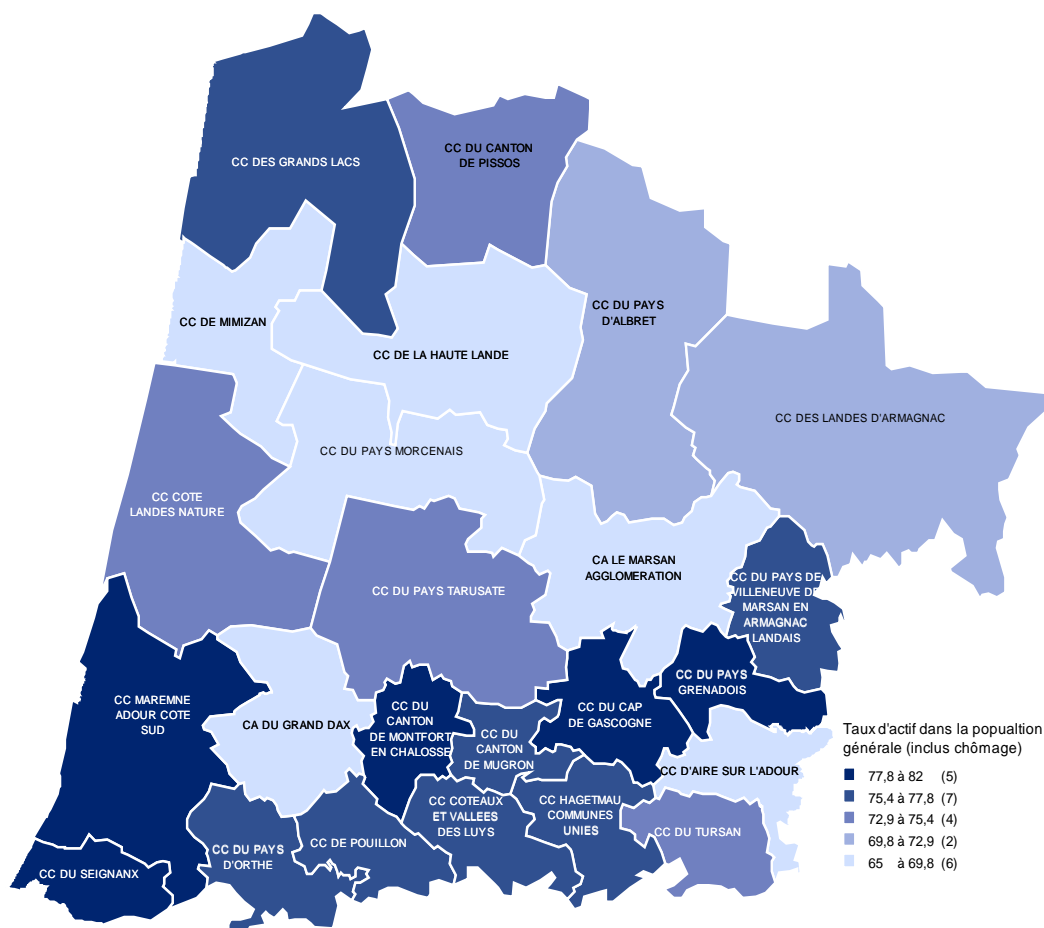 CC DES GRANDS LACS
CC DU CANTON
DE PISSOS
CC DE MIMIZAN
CC DU PAYS
D'ALBRET
CC DE LA HAUTE LANDE
CC DES LANDES D'ARMAGNAC
CC DU PAYS MORCENAIS
CC COTE
LANDES NATURE
CA LE MARSAN
AGGLOMERATION
CC DU PAYS TARUSATE
CC DU PAYS DE
VILLENEUVE DE
MARSAN EN
ARMAGNAC
LANDAIS
CC MAREMNE
ADOUR COTE
SUD
CA DU GRAND DAX
CC DU
CANTON
DE MONTFORT
EN CHALOSSE
CC DU CAP
DE GASCOGNE
CC DU PAYS
GRENADOIS
CC DU
CANTON
DE MUGRON
CC D'AIRE SUR L'ADOUR
CC DU SEIGNANX
CC DU PAYS
D'ORTHE
CC DE POUILLON
CC COTEAUX
ET VALLEES
DES LUYS
CC HAGETMAU
COMMUNES
UNIES
CC DU TURSAN
Taux d'actif dans la popualtion
générale (inclus chômage)
77,8 à 82 (5)
75,4 à 77,8 (7)
72,9 à 75,4 (4)
69,8 à 72,9 (2)
65 à 69,8 (6)